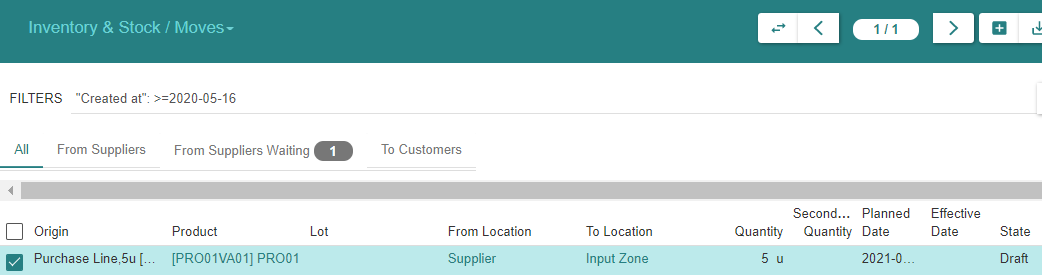 Inventory & Stock / Moves
1 / 1
FILTERS "Created at": >=2020-05-16
All From Suppliers From Suppliers Waiting 1 To Customers
Origin Product Lot From Location To Location Quantity Second... Quantity Planned Date Effective Date State
Purchase Line,5u [... [PRO01VA01] PRO01 Supplier Input Zone 5 u 2021-0... Draft